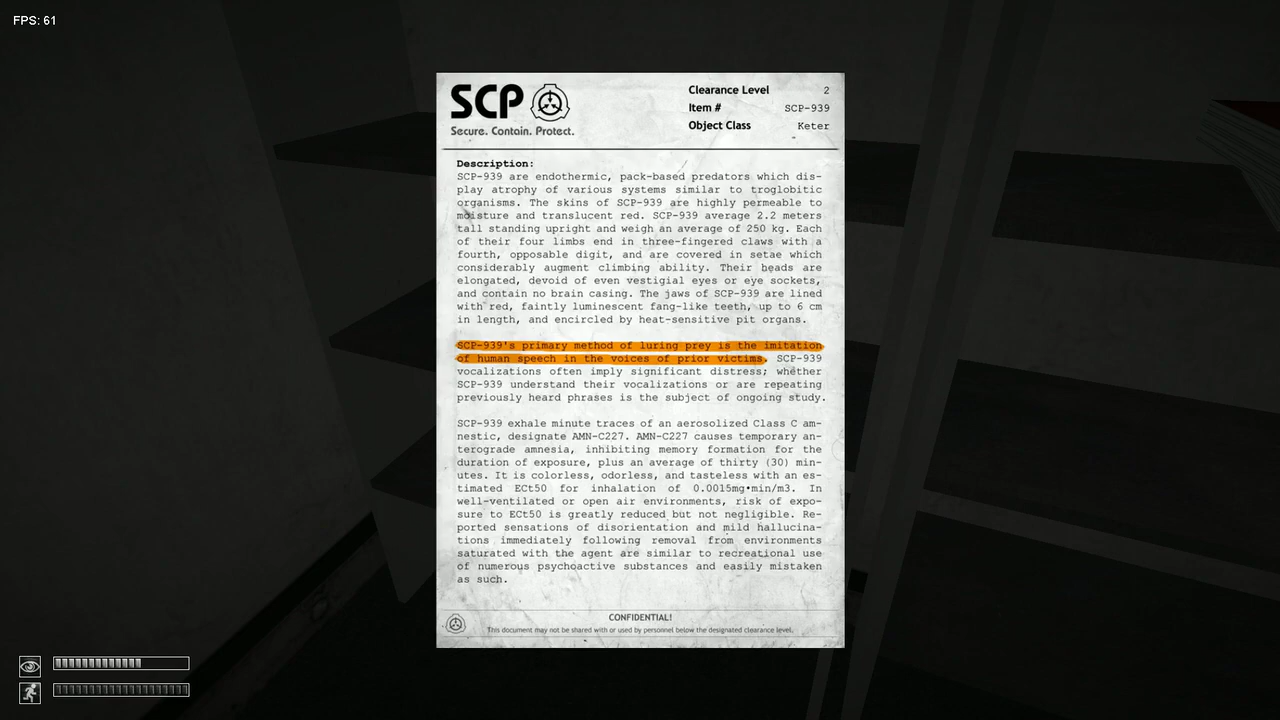 FPS: 61
SCP
Secure. Contain. Protect.
Clearance Level 2
Item # SCP-939
Object Class Keter
Description:
SCP-939 are endothermic, pack-based predators which dis-
play atrophy of various systems similar to troglobitic
organisms. The skins of SCP-939 are highly permeable to
moisture and translucent red. SCP-939 average 2.2 meters
tall standing upright and weigh an average of 250 kg. Each
of their four limbs end in three-fingered claws with a
fourth, opposable digit, and are covered in setae which
considerably augment climbing ability. Their heads are
elongated, devoid of even vestigial eyes or eye sockets,
and contain no brain casing. The jaws of SCP-939 are lined
with red, faintly luminescent fang-like teeth, up to 6 cm
in length, and encircled by heat-sensitive pit organs.
SCP-939's primary method of luring prey is the imitation
of human speech in the voices of prior victims. SCP-939
vocalizations often imply significant distress; whether
SCP-939 understand their vocalizations or are repeating
previously heard phrases is the subject of ongoing study.
SCP-939 exhale minute traces of an aerosolized Class C am-
nestic, designate AMN-C227. AMN-C227 causes temporary an-
terograde amnesia, inhibiting memory formation for the
duration of exposure, plus an average of thirty (30) min-
utes. It is colorless, odorless, and tasteless with an es-
timated ECt50 for inhalation of 0.0015mg•min/m3. In
well-ventilated or open air environments, risk of expo-
sure to ECt50 is greatly reduced but not negligible. Re-
ported sensations of disorientation and mild hallucina-
tions immediately following removal from environments
saturated with the agent are similar to recreational use
of numerous psychoactive substances and easily mistaken
as such.
CONFIDENTIAL!
This document may not be shared with or used by personnel below the designated clearance level.